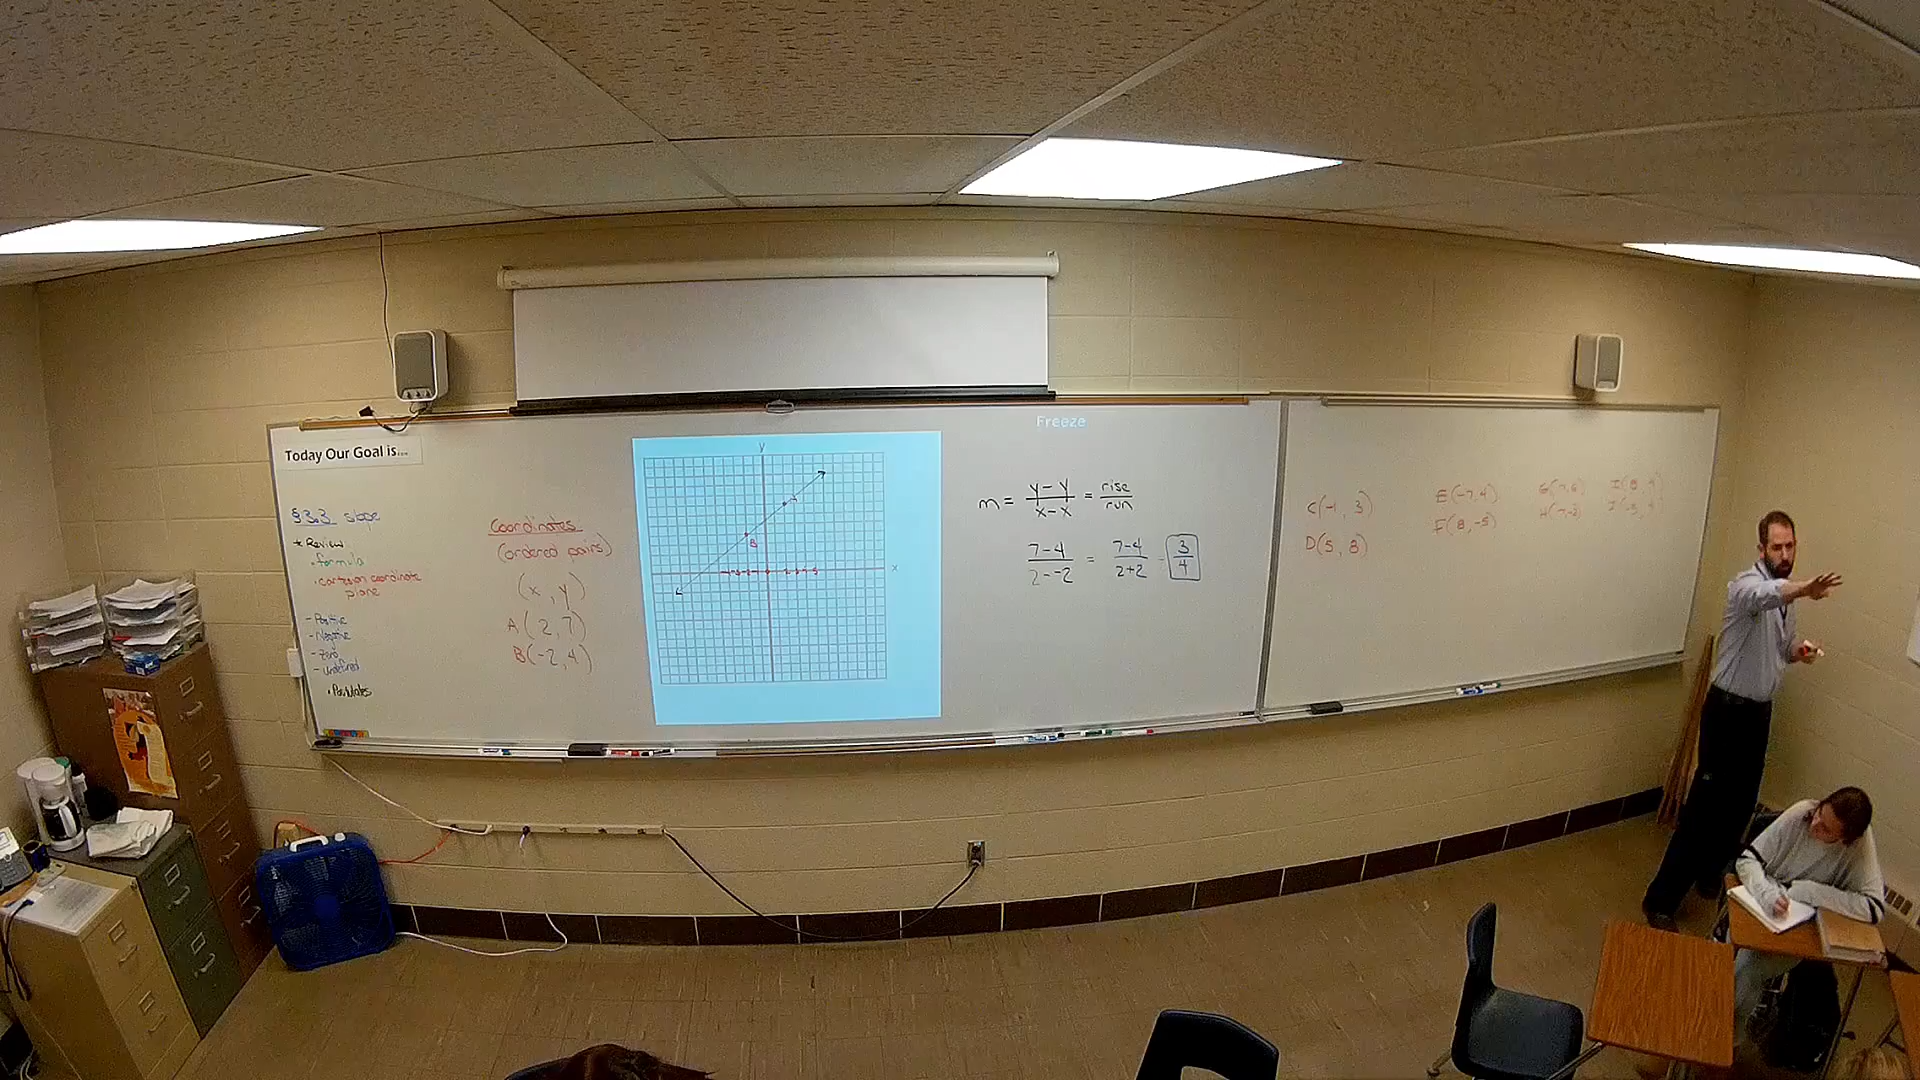 Freeze
Today Our Goal is...
§3.3 slope
* Review
· formula
· cartesian coordinate
plane
- Positive
- Negative
- Zero
- undefined
Coordinates
(ordered pairs)
(x, y)
A(2, 7)
B(-2, 4)
y
A
B
x
m = y-y/x-x = rise/run
7-4/2--2 = 7-4/2+2 = 3/4
C(-1, 3)
D(5, 8)
E(-7, 4)
F(8, -5)